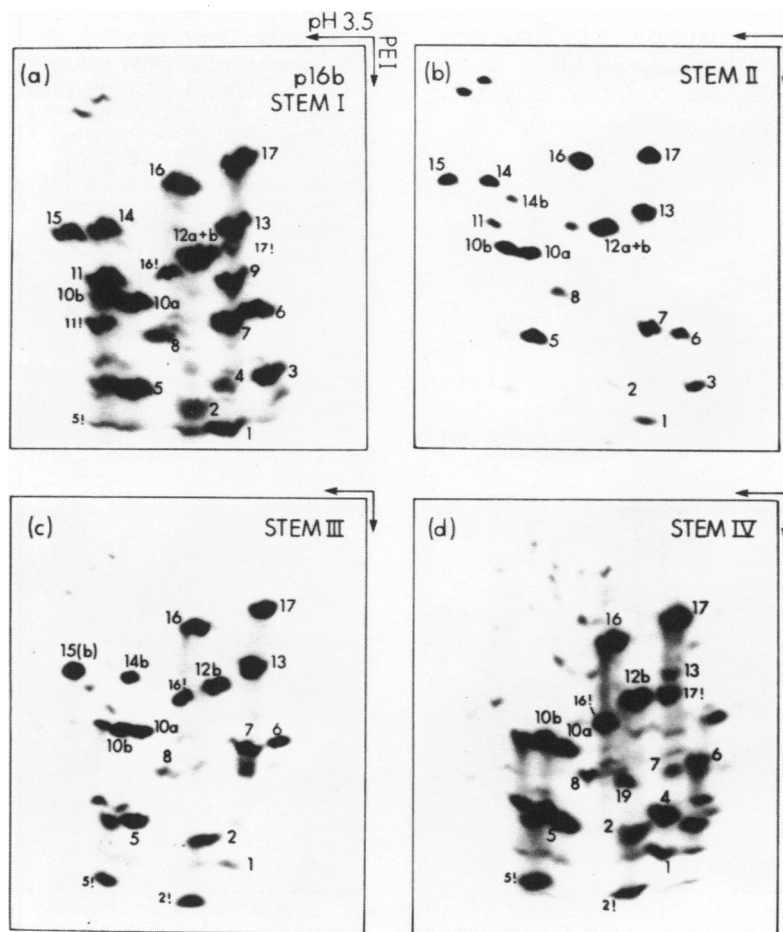 pH 3.5
PEI
(a)
p16b
STEM I
17
16
15
14
13
12a+b
17!
16!
11
9
10b
10a
6
11!
8
7
3
4
5
2
5!
1
(b)
STEM II
16
17
15
14
14b
13
11
12a+b
10b
10a
8
7
6
5
2
3
1
(c)
STEM III
17
16
15(b)
14b
12b
13
16!
10a
10b
7
6
8
5
2
1
5!
2!
(d)
STEM IV
17
16
13
12b
17!
16!
10b
10a
6
8
7
19
4
5
2
1
5!
2!